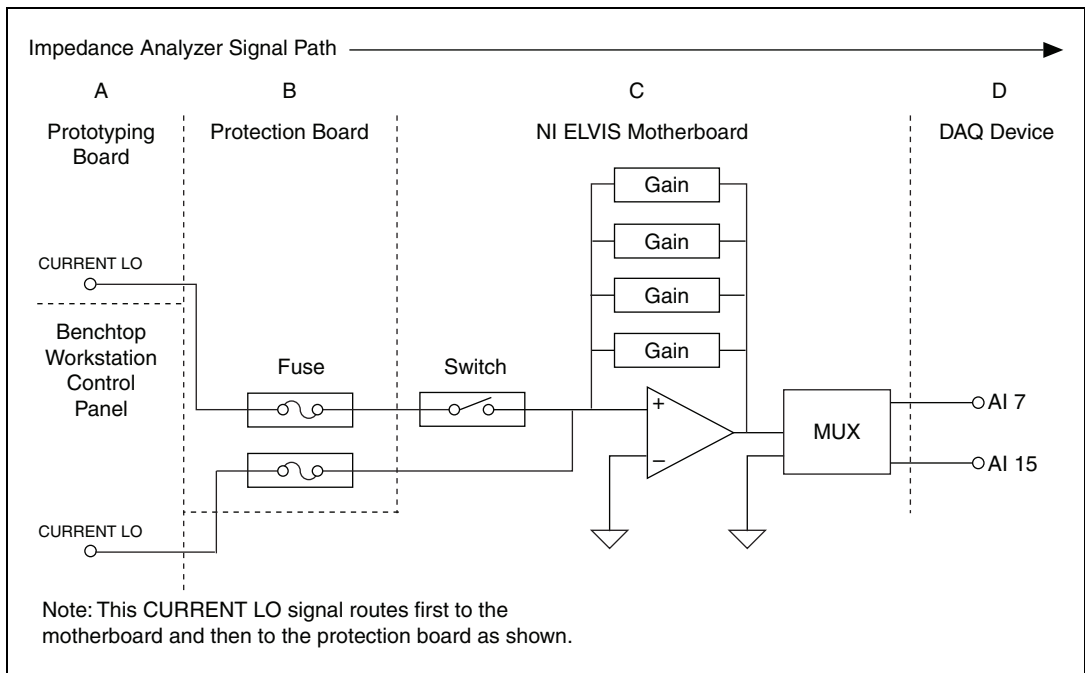 Impedance Analyzer Signal Path
A
B
C
D
Prototyping
Board
Protection Board
NI ELVIS Motherboard
DAQ Device
Gain
Gain
Gain
Gain
CURRENT LO
Benchtop
Workstation
Control
Panel
Fuse
Switch
+
−
MUX
AI 7
AI 15
CURRENT LO
Note: This CURRENT LO signal routes first to the
motherboard and then to the protection board as shown.